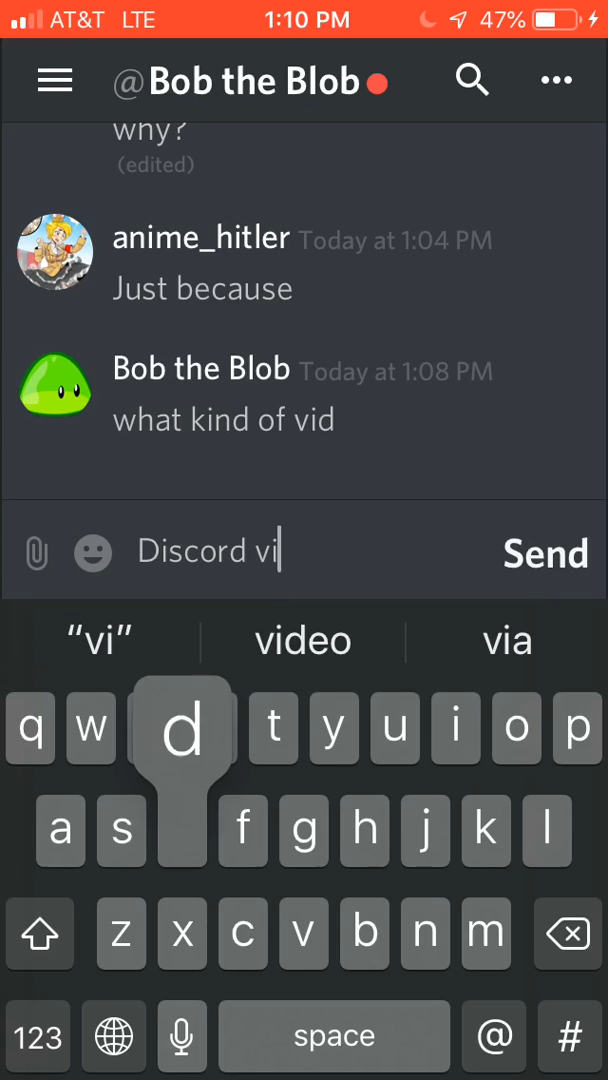 AT&T LTE 1:10 PM 47%
@Bob the Blob
why?
(edited)
anime_hitler Today at 1:04 PM
Just because
Bob the Blob Today at 1:08 PM
what kind of vid
Discord vi Send
“vi” video via
q w d t y u i o p
a s f g h j k l
z x c v b n m
123 space @ #